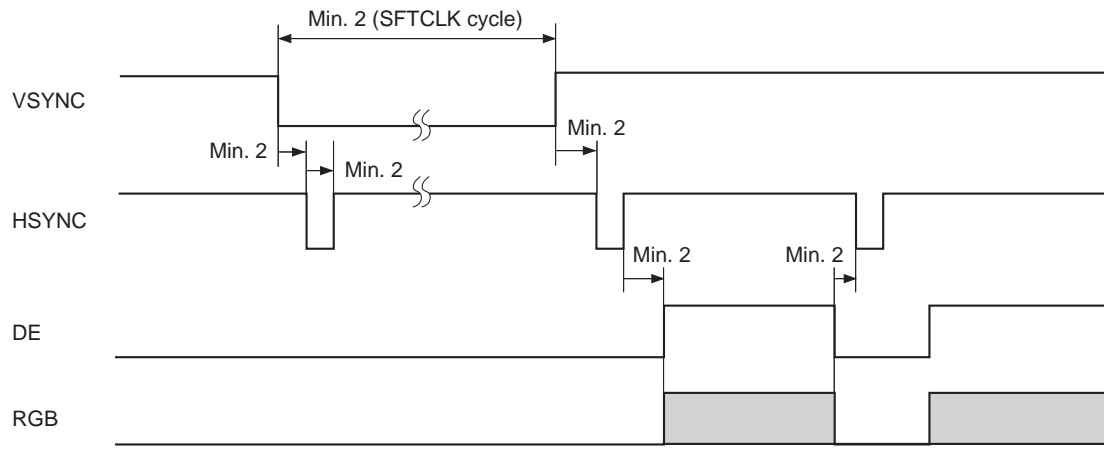 Min. 2 (SFTCLK cycle)
VSYNC
Min. 2
Min. 2
Min. 2
HSYNC
Min. 2
Min. 2
DE
RGB